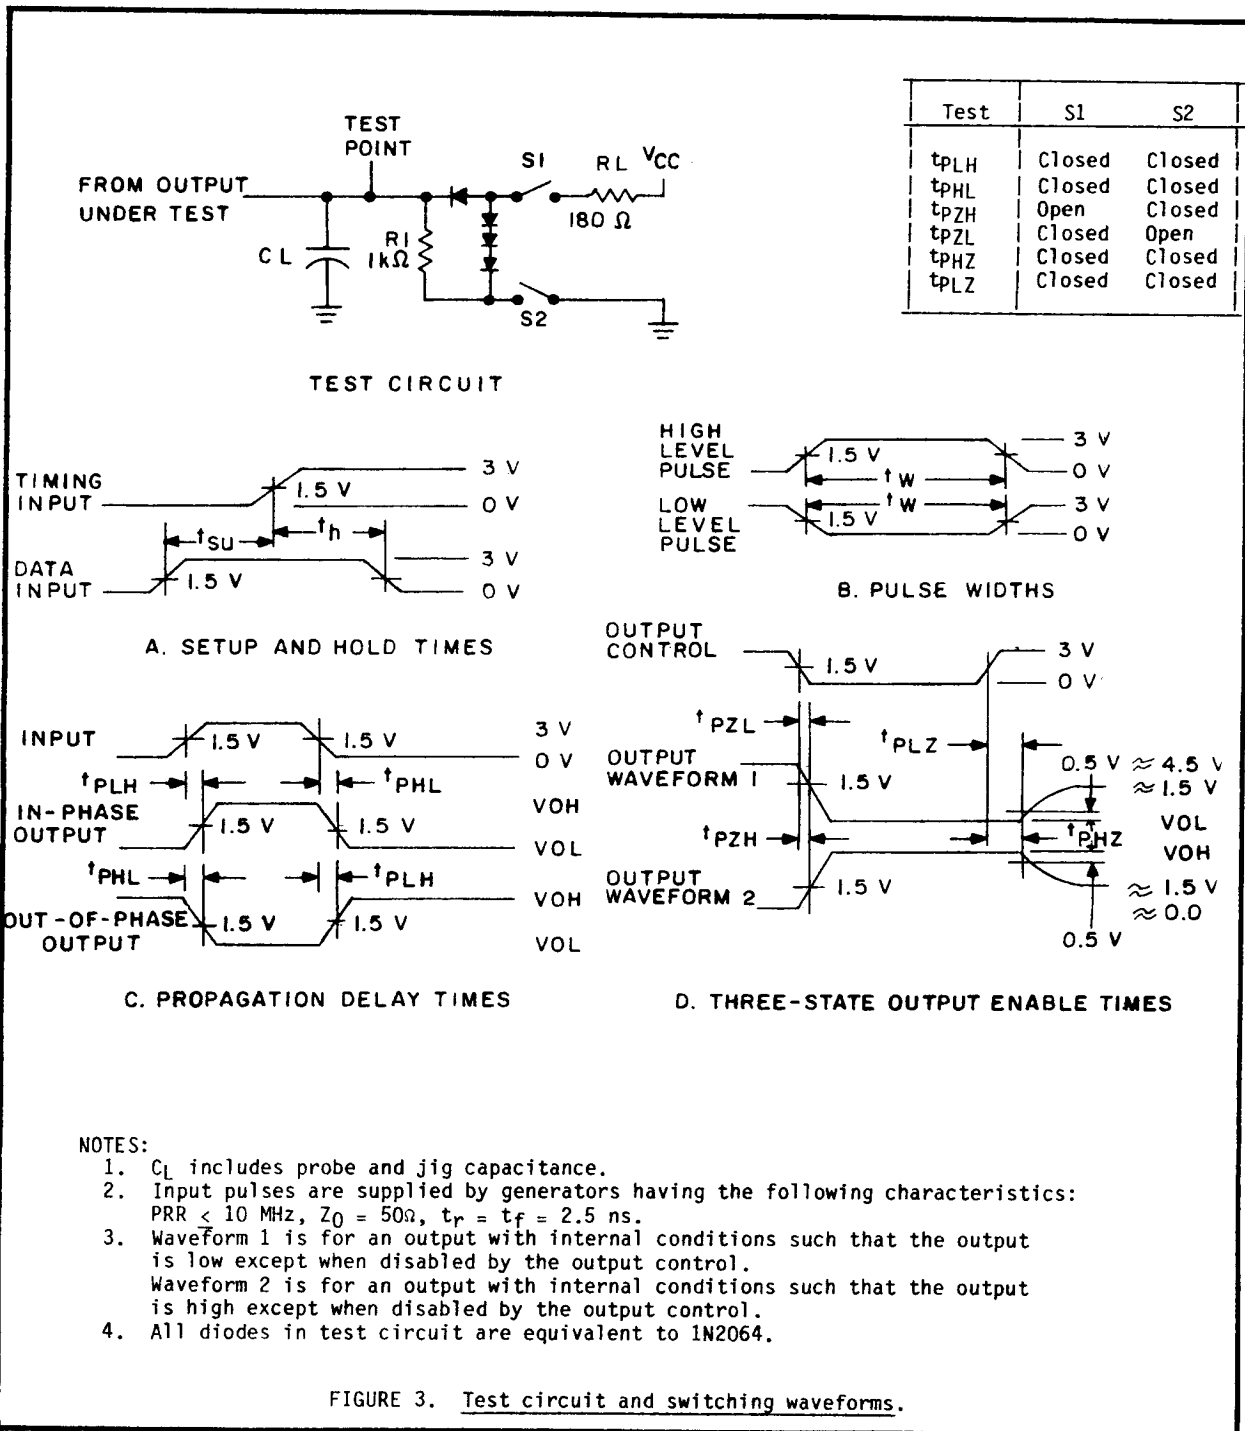 TEST
POINT
FROM OUTPUT
UNDER TEST
S1
RL
VCC
180 Ω
CL
R1
1kΩ
S2
TEST CIRCUIT
Test S1 S2
tPLH Closed Closed
tPHL Closed Closed
tPZH Open Closed
tPZL Closed Open
tPHZ Closed Closed
tPLZ Closed Closed
TIMING
INPUT
1.5 V
3 V
0 V
tSU
th
DATA
INPUT
1.5 V
3 V
0 V
A. SETUP AND HOLD TIMES
HIGH
LEVEL
PULSE
1.5 V
3 V
0 V
tW
tW
LOW
LEVEL
PULSE
1.5 V
3 V
0 V
B. PULSE WIDTHS
INPUT
1.5 V
1.5 V
3 V
0 V
tPLH
tPHL
IN-PHASE
OUTPUT
1.5 V
1.5 V
VOH
VOL
tPHL
tPLH
OUT-OF-PHASE
OUTPUT
1.5 V
1.5 V
VOH
VOL
C. PROPAGATION DELAY TIMES
OUTPUT
CONTROL
1.5 V
3 V
0 V
tPZL
tPLZ
OUTPUT
WAVEFORM 1
1.5 V
0.5 V ≈ 4.5 V
≈ 1.5 V
VOL
tPZH
tPHZ
VOH
OUTPUT
WAVEFORM 2
1.5 V
≈ 1.5 V
≈ 0.0
0.5 V
D. THREE-STATE OUTPUT ENABLE TIMES
NOTES:
1. CL includes probe and jig capacitance.
2. Input pulses are supplied by generators having the following characteristics:
PRR ≤ 10 MHz, Z0 = 50Ω, tr = tf = 2.5 ns.
3. Waveform 1 is for an output with internal conditions such that the output
is low except when disabled by the output control.
Waveform 2 is for an output with internal conditions such that the output
is high except when disabled by the output control.
4. All diodes in test circuit are equivalent to 1N2064.
FIGURE 3. Test circuit and switching waveforms.